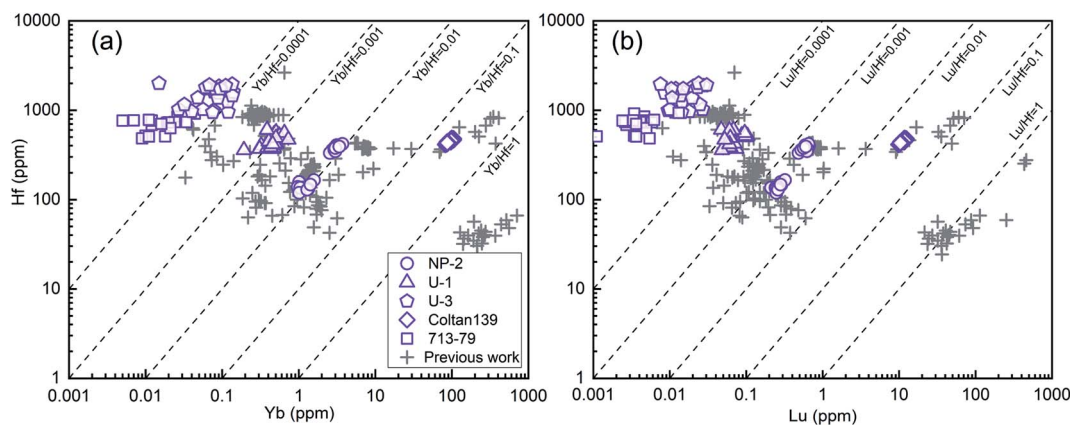 (a)
Hf (ppm)
10000
1000
100
10
1
Yb/Hf=0.0001
Yb/Hf=0.001
Yb/Hf=0.01
Yb/Hf=0.1
Yb/Hf=1
NP-2
U-1
U-3
Coltan139
713-79
Previous work
0.001
0.01
0.1
1
10
100
1000
Yb (ppm)
(b)
10000
1000
100
10
1
Lu/Hf=0.0001
Lu/Hf=0.001
Lu/Hf=0.01
Lu/Hf=0.1
Lu/Hf=1
0.001
0.01
0.1
1
10
100
1000
Lu (ppm)